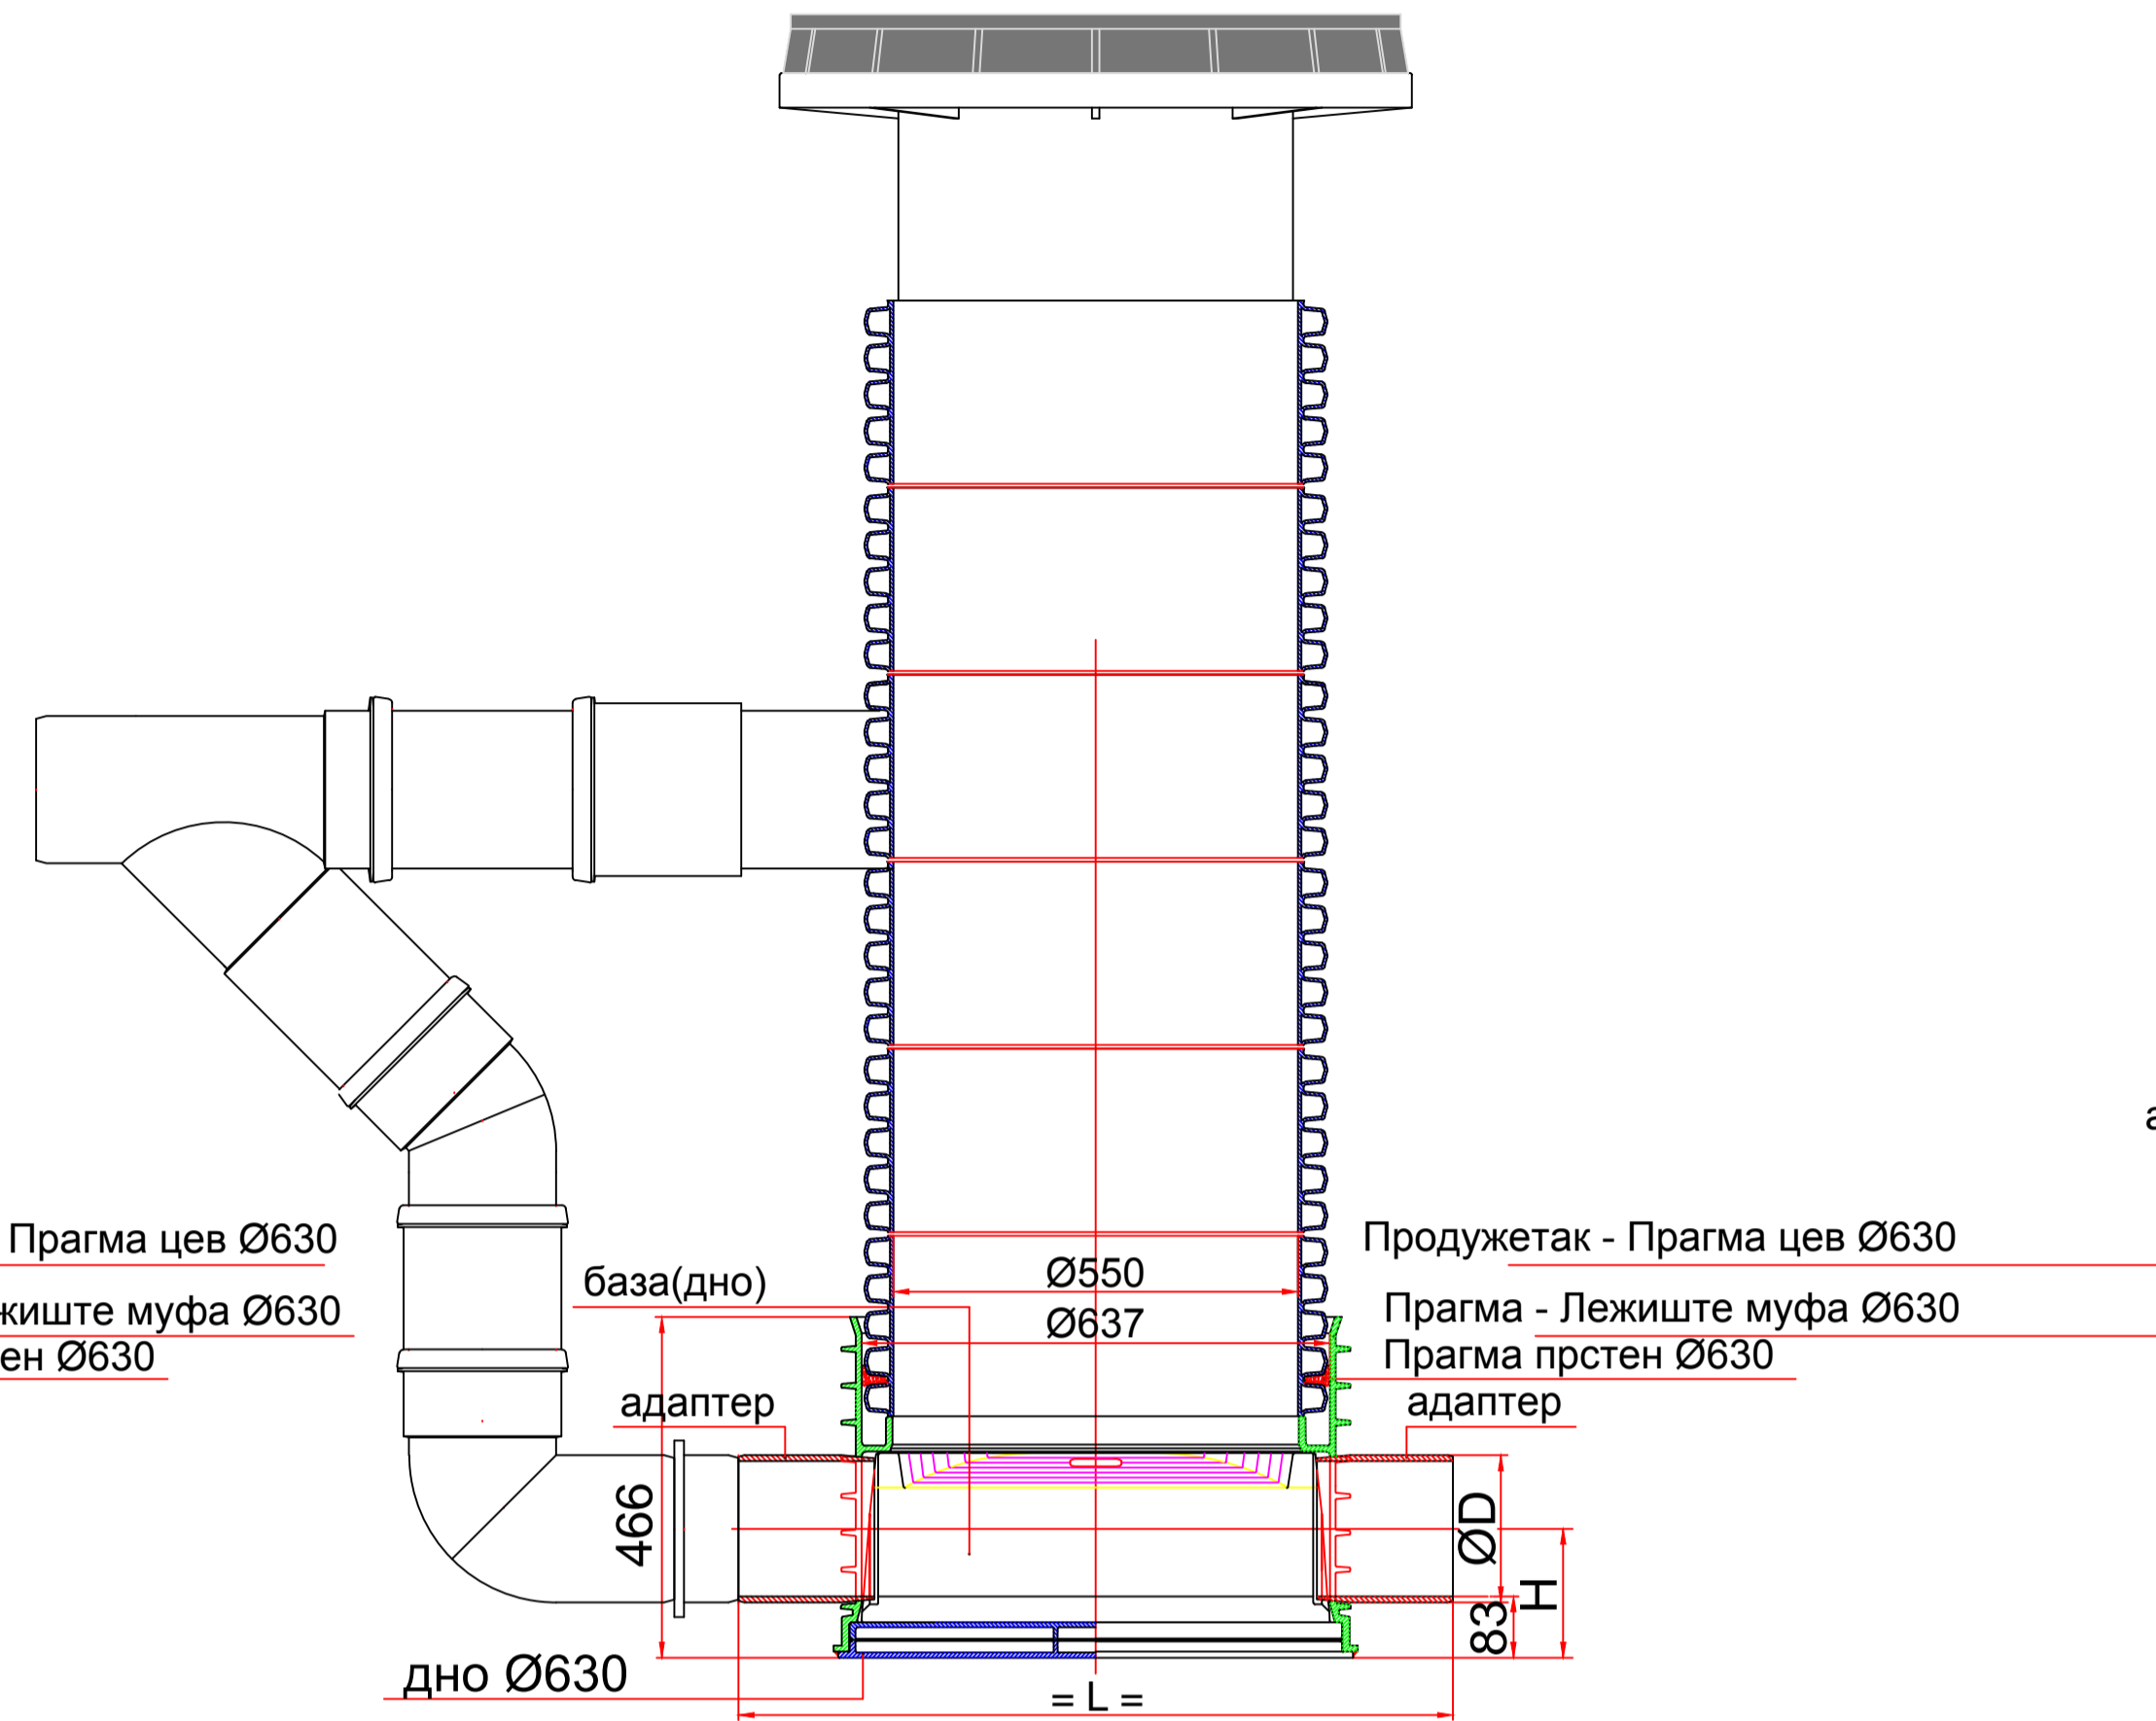 Прагма цев Ø630
киште муфа Ø630
ен Ø630
база(дно)
Ø550
Ø637
Продужетак - Прагма цев Ø630
Прагма - Лежиште муфа Ø630
Прагма прстен Ø630
адаптер
адаптер
466
ØD
H
83
дно Ø630
= L =